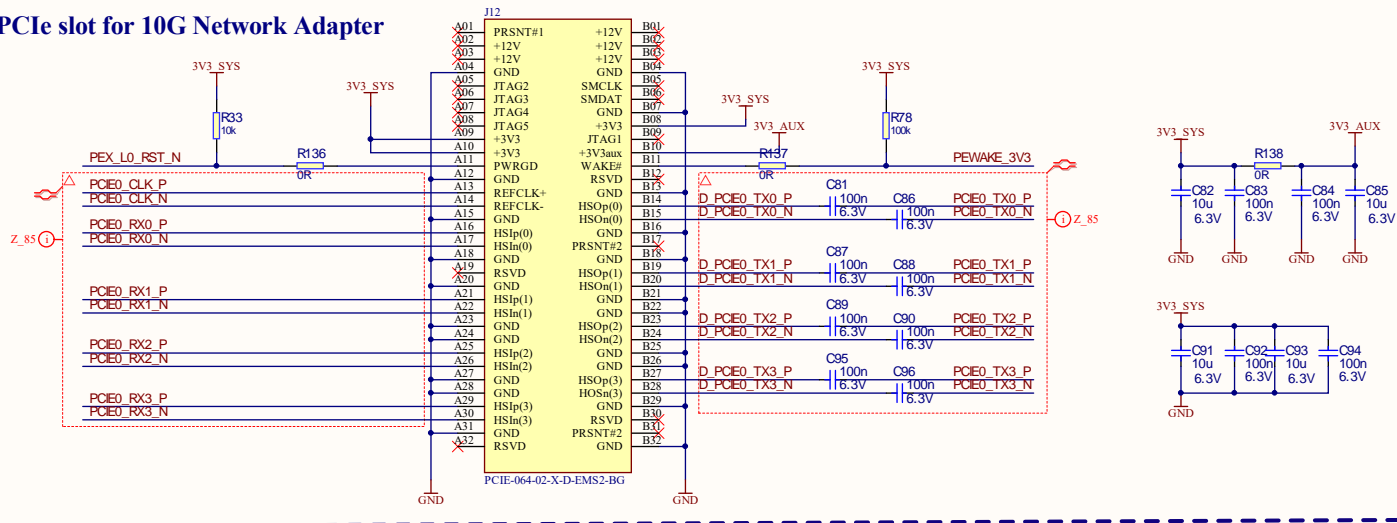 PCIe slot for 10G Network Adapter
J12
A01 PRSNT#1 +12V B01
A02 +12V +12V B02
A03 +12V +12V B03
A04 GND GND B04
A05 JTAG2 SMCLK B05
A06 JTAG3 SMDAT B06
A07 JTAG4 GND B07
A08 JTAG5 +3V3 B08
A09 +3V3 JTAG1 B09
A10 +3V3 +3V3aux B10
A11 PWRGD WAKE# B11
A12 GND RSVD B12
A13 REFCLK+ GND B13
A14 REFCLK- HSOp(0) B14
A15 GND HSOn(0) B15
A16 HSIp(0) GND B16
A17 HSIn(0) PRSNT#2 B17
A18 GND GND B18
A19 RSVD HSOp(1) B19
A20 GND HSOn(1) B20
A21 HSIp(1) GND B21
A22 HSIn(1) GND B22
A23 GND HSOp(2) B23
A24 GND HSOn(2) B24
A25 HSIp(2) GND B25
A26 HSIn(2) GND B26
A27 GND HSOp(3) B27
A28 GND HOSn(3) B28
A29 HSIp(3) GND B29
A30 HSIn(3) RSVD B30
A31 GND PRSNT#2 B31
A32 RSVD GND B32
PCIE-064-02-X-D-EMS2-BG
GND
GND
3V3_SYS
R33
10k
3V3_SYS
PEX_L0_RST_N
R136
0R
PCIE0_CLK_P
PCIE0_CLK_N
PCIE0_RX0_P
PCIE0_RX0_N
Z_85
i
PCIE0_RX1_P
PCIE0_RX1_N
PCIE0_RX2_P
PCIE0_RX2_N
PCIE0_RX3_P
PCIE0_RX3_N
3V3_SYS
3V3_AUX
3V3_SYS
R78
100k
R137
0R
PEWAKE_3V3
D_PCIE0_TX0_P C81 100n 6.3V PCIE0_TX0_P
D_PCIE0_TX0_N C86 100n 6.3V PCIE0_TX0_N
i
Z_85
D_PCIE0_TX1_P C87 100n 6.3V PCIE0_TX1_P
D_PCIE0_TX1_N C88 100n 6.3V PCIE0_TX1_N
D_PCIE0_TX2_P C89 100n 6.3V PCIE0_TX2_P
D_PCIE0_TX2_N C90 100n 6.3V PCIE0_TX2_N
D_PCIE0_TX3_P C95 100n 6.3V PCIE0_TX3_P
D_PCIE0_TX3_N C96 100n 6.3V PCIE0_TX3_N
3V3_SYS 3V3_AUX
R138
0R
C82 C83 C84 C85
10u 100n 100n 10u
6.3V 6.3V 6.3V 6.3V
GND GND GND GND
3V3_SYS
C91 C92 C93 C94
10u 100n 10u 100n
6.3V 6.3V 6.3V 6.3V
GND